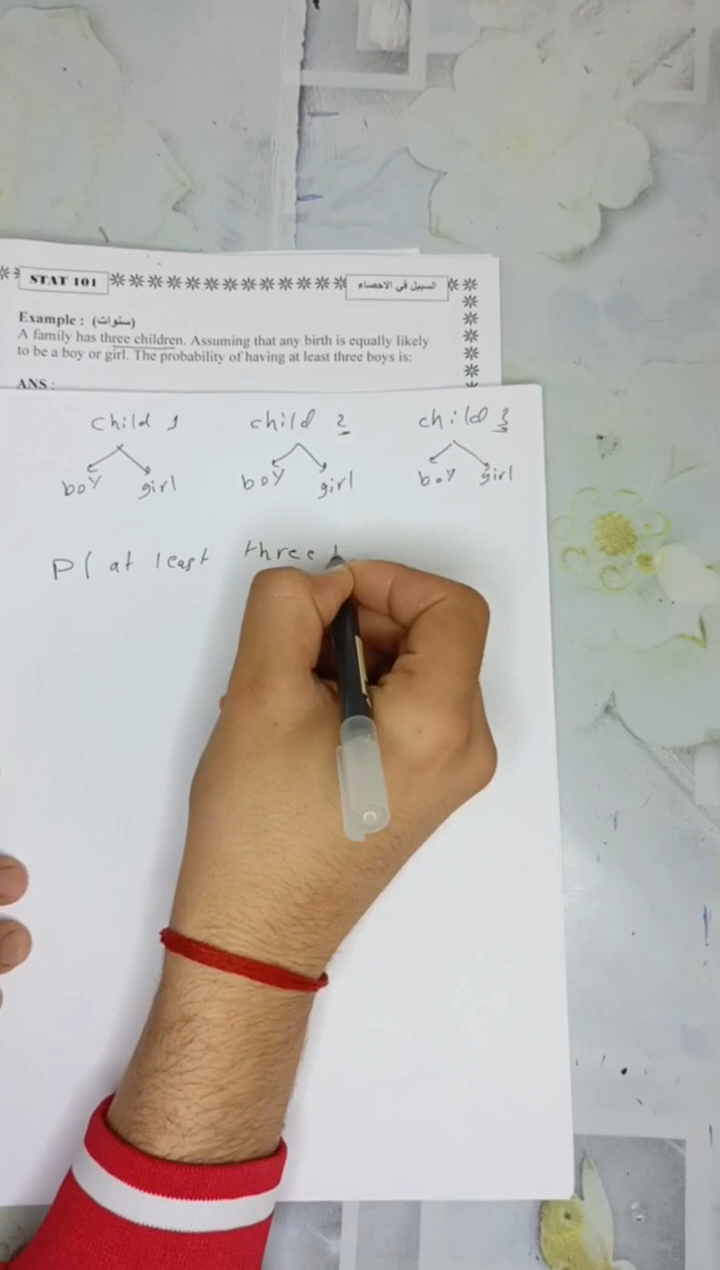 STAT 101 السبيل في الاحصاء
Example : (سنوات)
A family has three children. Assuming that any birth is equally likely
to be a boy or girl. The probability of having at least three boys is:
ANS :
child 1 child 2 child 3
boy girl boy girl boy girl
P( at least three